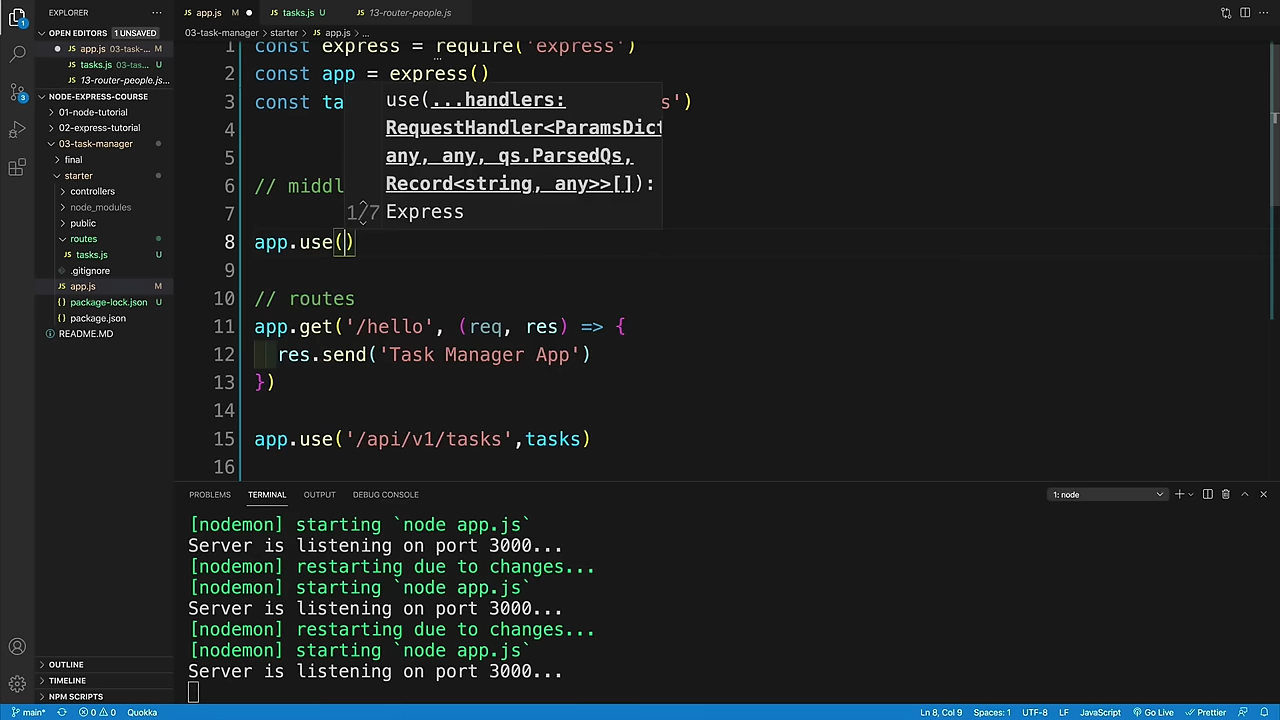 EXPLORER
OPEN EDITORS 1 UNSAVED
app.js 03-task-... M
tasks.js 03-tas... U
13-router-people.js...
NODE-EXPRESS-COURSE
01-node-tutorial
02-express-tutorial
03-task-manager
final
starter
controllers
node_modules
public
routes
tasks.js U
.gitignore
app.js M
package-lock.json U
package.json
README.MD
OUTLINE
TIMELINE
NPM SCRIPTS
app.js M
tasks.js U
13-router-people.js
03-task-manager > starter > app.js > ...
1 const express = require('express')
2 const app = express()
3 const ta s')
4
5
6 // middl
7
8 app.use()
9
10 // routes
11 app.get('/hello', (req, res) => {
12 res.send('Task Manager App')
13 })
14
15 app.use('/api/v1/tasks',tasks)
16
use(...handlers:
RequestHandler<ParamsDict
any, any, qs.ParsedQs,
Record<string, any>>[]):
1/7 Express
PROBLEMS TERMINAL OUTPUT DEBUG CONSOLE 1: node
[nodemon] starting `node app.js`
Server is listening on port 3000...
[nodemon] restarting due to changes...
[nodemon] starting `node app.js`
Server is listening on port 3000...
[nodemon] restarting due to changes...
[nodemon] starting `node app.js`
Server is listening on port 3000...
main* 0 0 Quokka Ln 8, Col 9 Spaces: 1 UTF-8 LF JavaScript Go Live Prettier